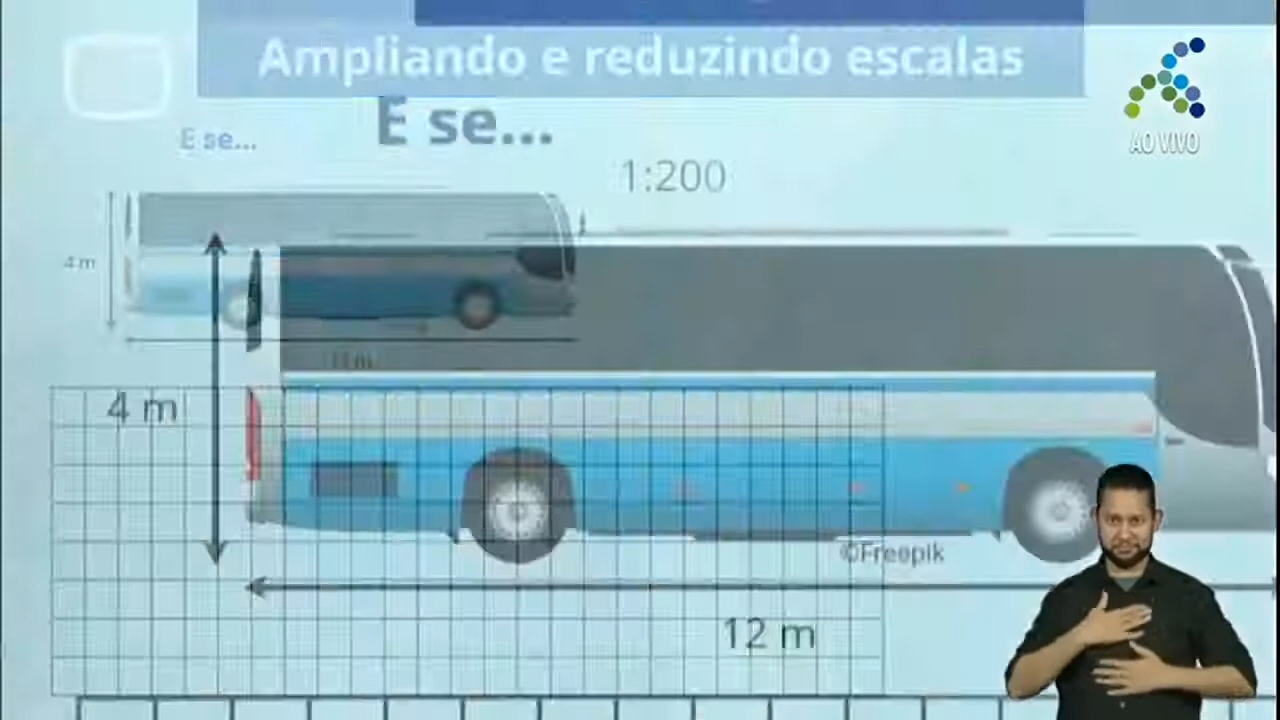 Ampliando e reduzindo escalas
E se...
E se...
AO VIVO
1:200
4 m
4 m
©Freepik
12 m